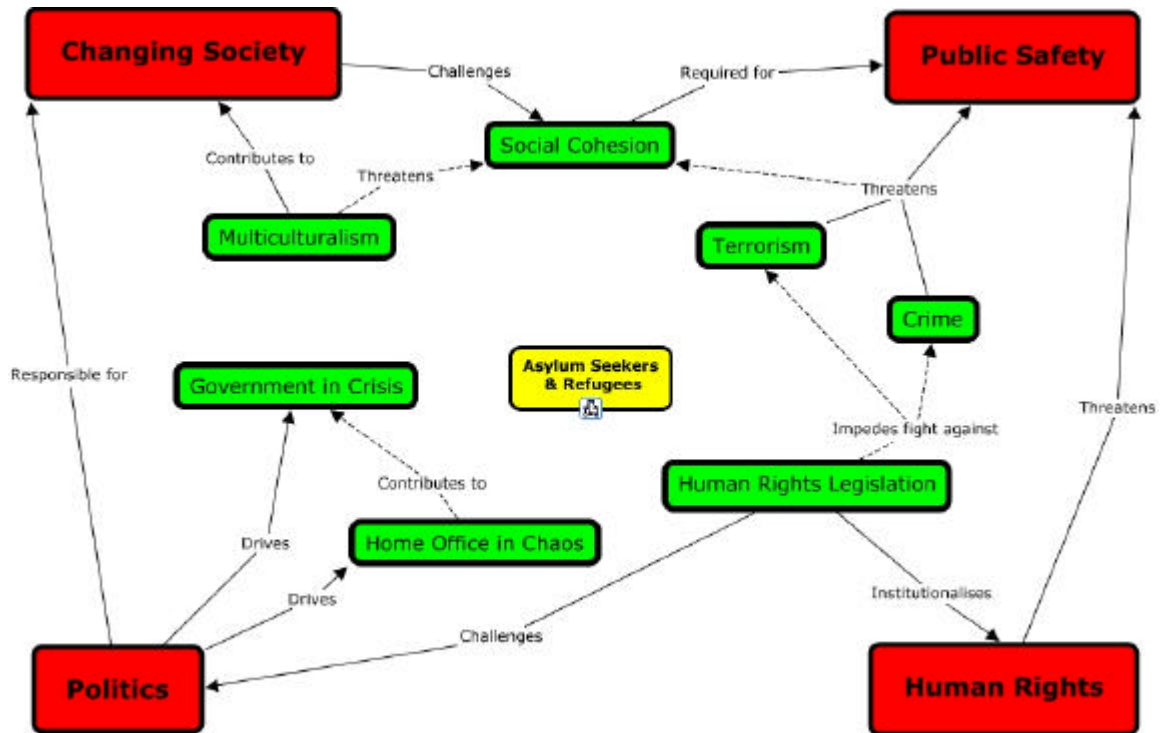 Changing Society
Public Safety
Challenges
Required for
Social Cohesion
Contributes to
Threatens
Threatens
Multiculturalism
Terrorism
Crime
Asylum Seekers
& Refugees
Responsible for
Government in Crisis
Threatens
Impedes fight against
Contributes to
Human Rights Legislation
Drives
Home Office in Chaos
Drives
Institutionalises
Challenges
Politics
Human Rights